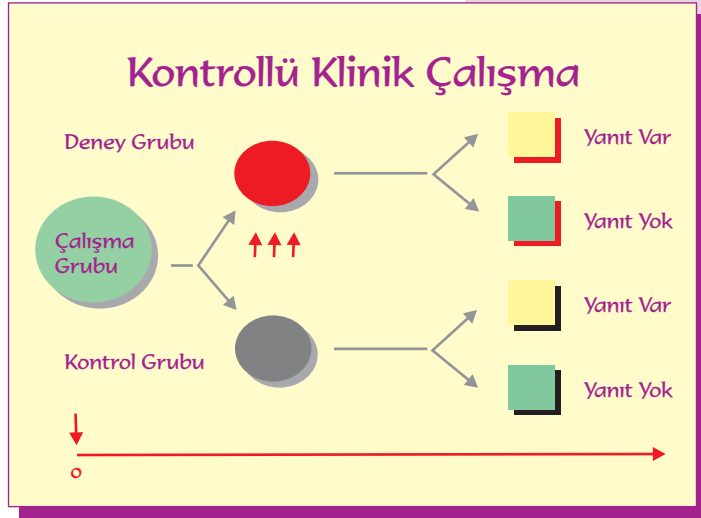 Kontrollü Klinik Çalışma
Deney Grubu
Yanıt Var
Yanıt Yok
Çalışma
Grubu
Yanıt Var
Kontrol Grubu
Yanıt Yok
0